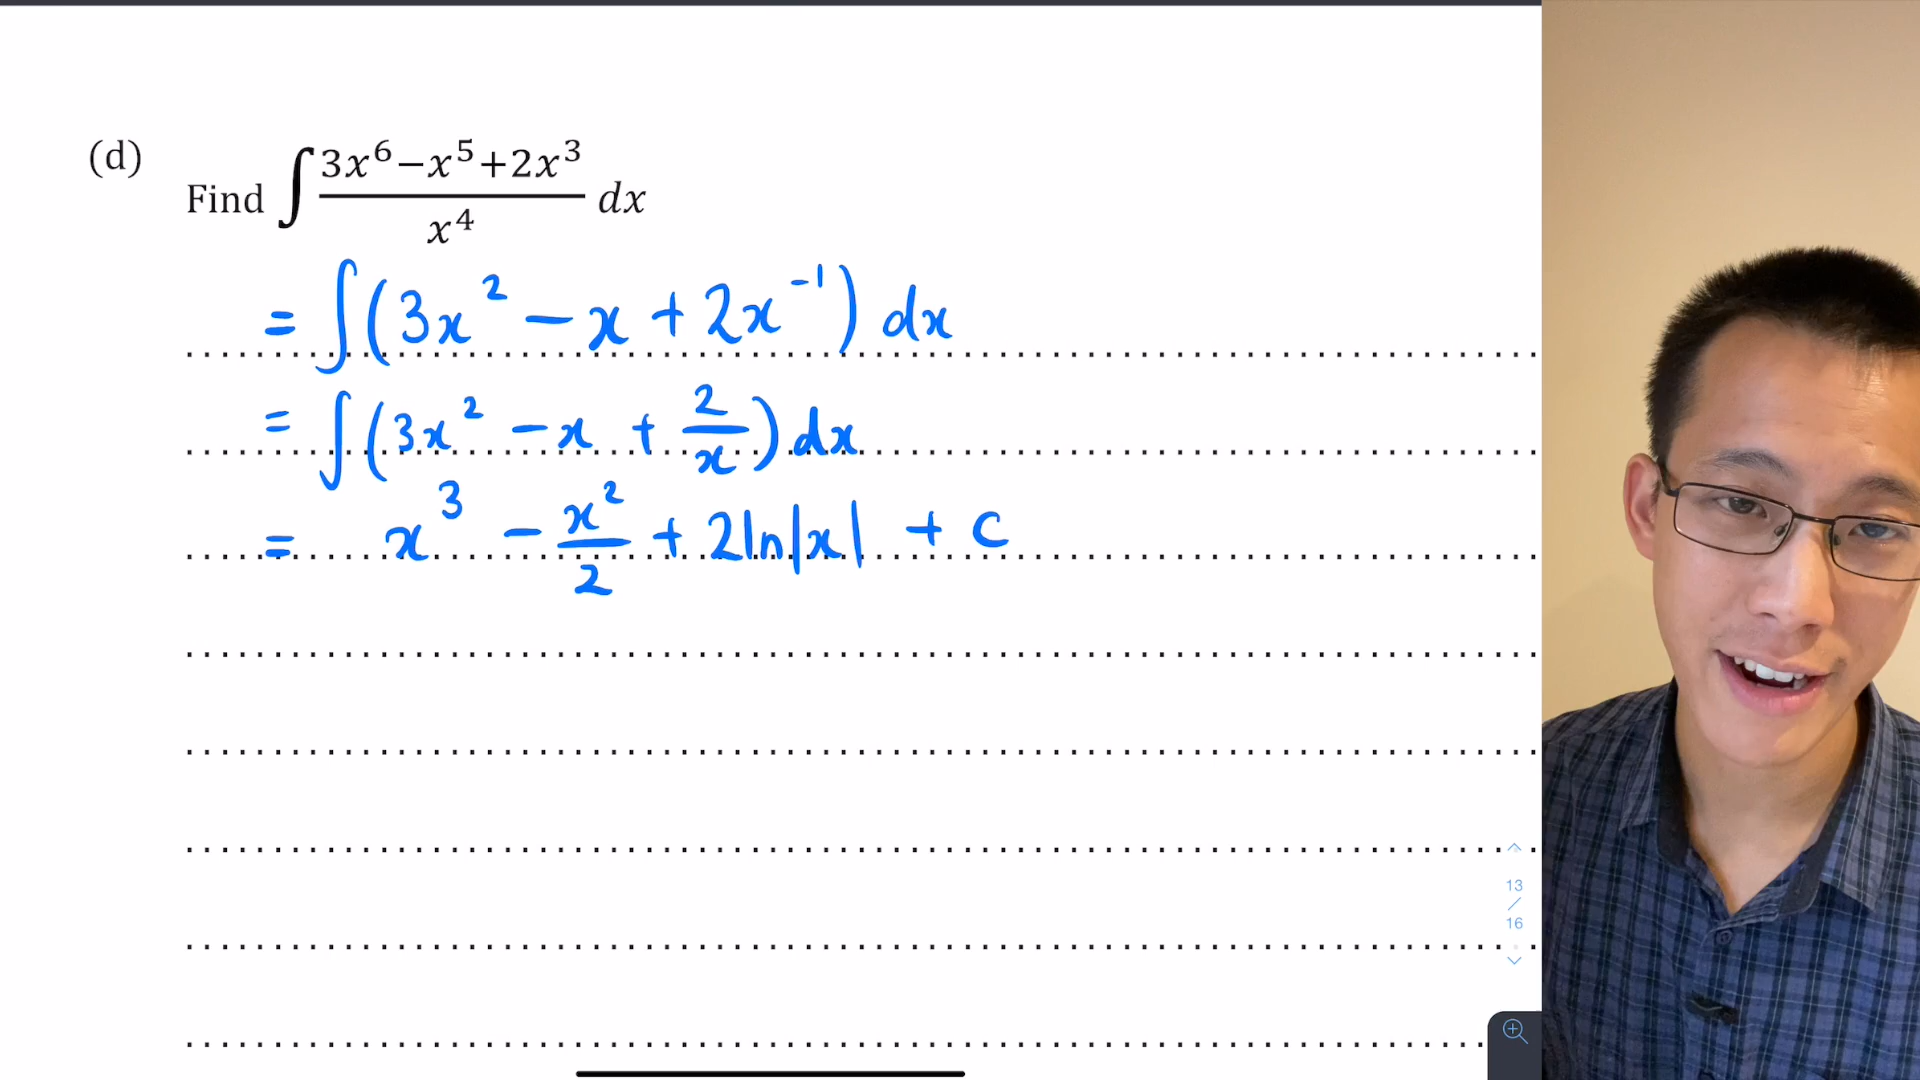 (d) Find ∫ (3x⁶−x⁵+2x³)/x⁴ dx
= ∫(3x² − x + 2x⁻¹) dx
= ∫(3x² − x + 2/x) dx
= x³ − x²/2 + 2ln|x| + c
13
/
16